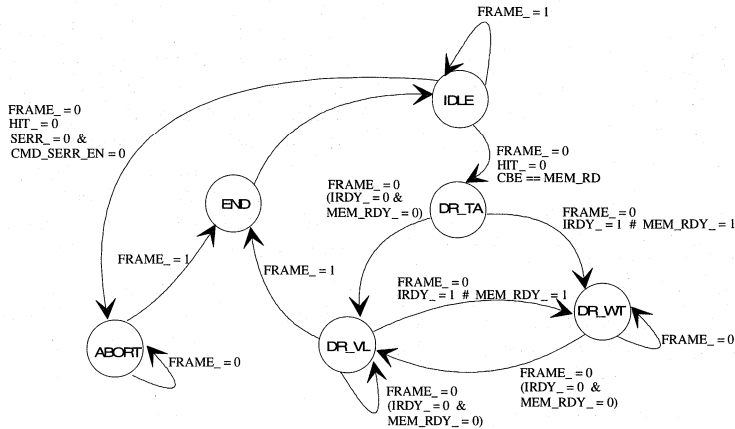 FRAME_ = 1
IDLE
FRAME_ = 0
HIT_ = 0
SERR_ = 0 &
CMD_SERR_EN = 0
FRAME_ = 0
HIT_ = 0
CBE == MEM_RD
FRAME_ = 0
(IRDY_ = 0 &
MEM_RDY_ = 0)
DR_TA
END
FRAME_ = 0
IRDY_ = 1 # MEM_RDY_ = 1
FRAME_ = 1
FRAME_ = 1
FRAME_ = 0
IRDY_ = 1 # MEM_RDY_ = 1
DR_WT
FRAME_ = 0
ABORT
FRAME_ = 0
DR_VL
FRAME_ = 0
(IRDY_ = 0 &
MEM_RDY_ = 0)
FRAME_ = 0
(IRDY_ = 0 &
MEM_RDY_ = 0)